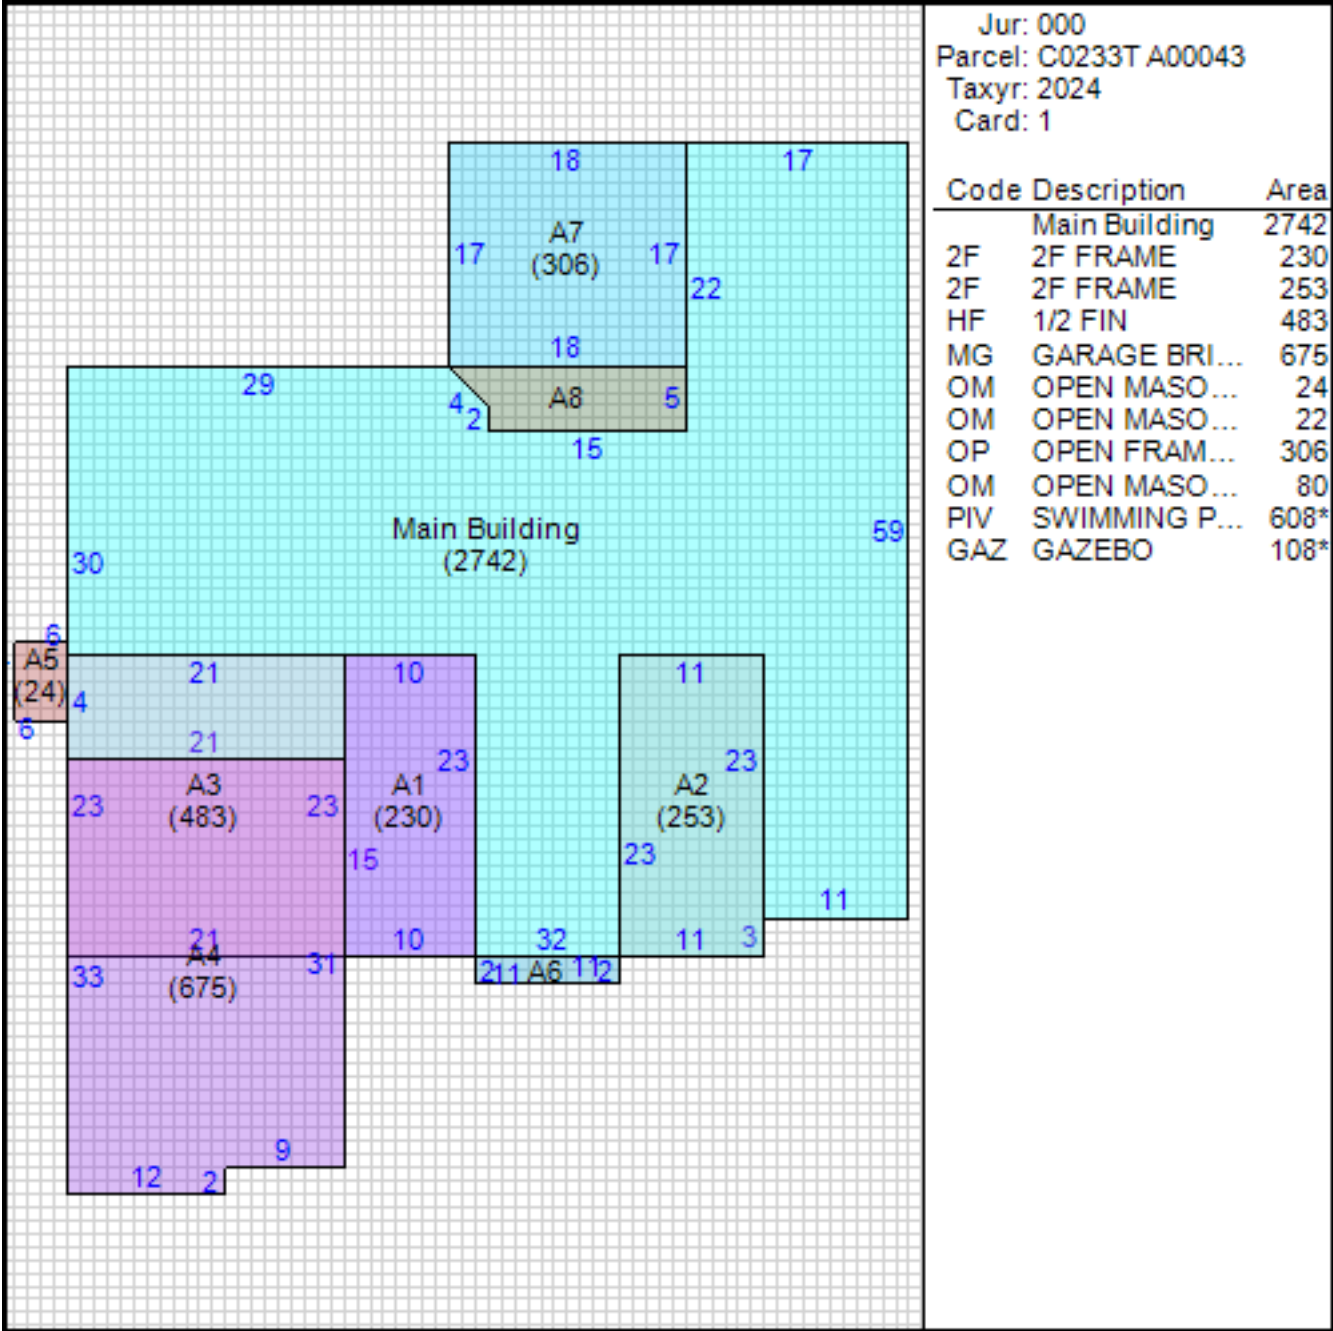 Jur: 000
Parcel: C0233T A00043
Taxyr: 2024
Card: 1
Code Description Area
Main Building 2742
2F 2F FRAME 230
2F 2F FRAME 253
HF 1/2 FIN 483
MG GARAGE BRI... 675
OM OPEN MASO... 24
OM OPEN MASO... 22
OP OPEN FRAM... 306
OM OPEN MASO... 80
PIV SWIMMING P... 608*
GAZ GAZEBO 108*
18 17
A7
17 (306) 17
22
18
29
4 A8 5
2
15
Main Building
(2742)
59
30
6
A5
(24)
6
21 10 11
4
21
23 23
A3 A1 A2
(483) (230) (253)
23 23
15 23
11
21 10 32 11 3
A4
(675)
33 31
2 11 A6 11 2
9
12 2